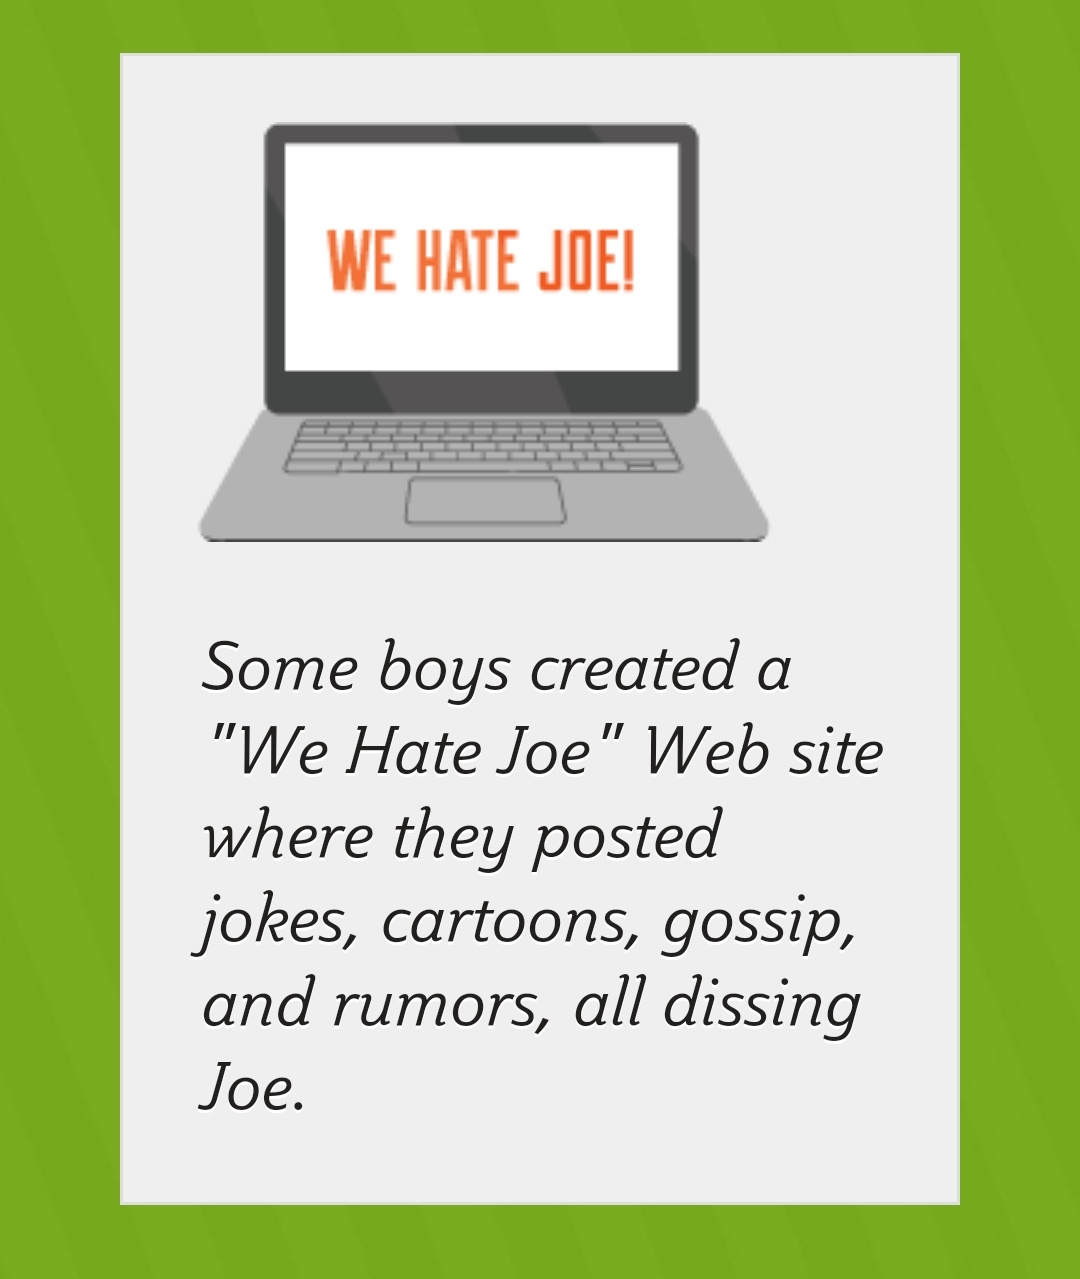 WE HATE JOE!
Some boys created a
"We Hate Joe" Web site
where they posted
jokes, cartoons, gossip,
and rumors, all dissing
Joe.